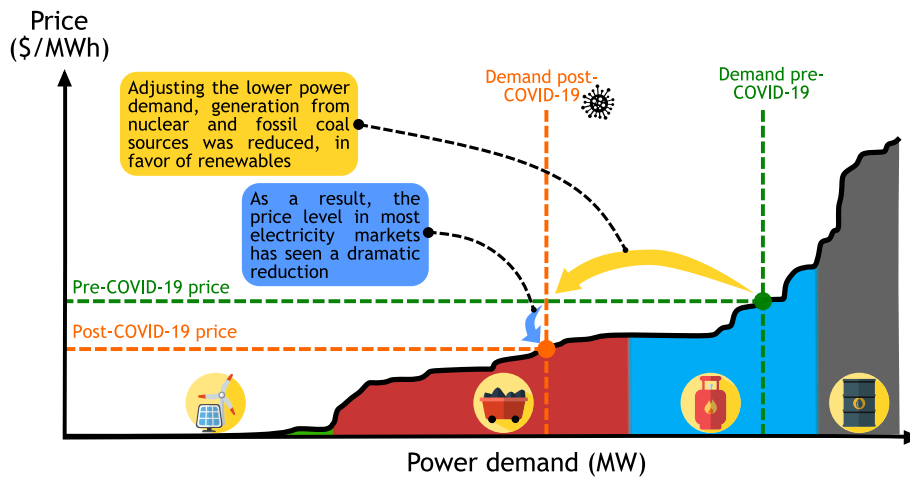 Price
($/MWh)
Adjusting the lower power
demand, generation from
nuclear and fossil coal
sources was reduced, in
favor of renewables
Demand post-
COVID-19
Demand pre-
COVID-19
As a result, the
price level in most
electricity markets
has seen a dramatic
reduction
Pre-COVID-19 price
Post-COVID-19 price
Power demand (MW)